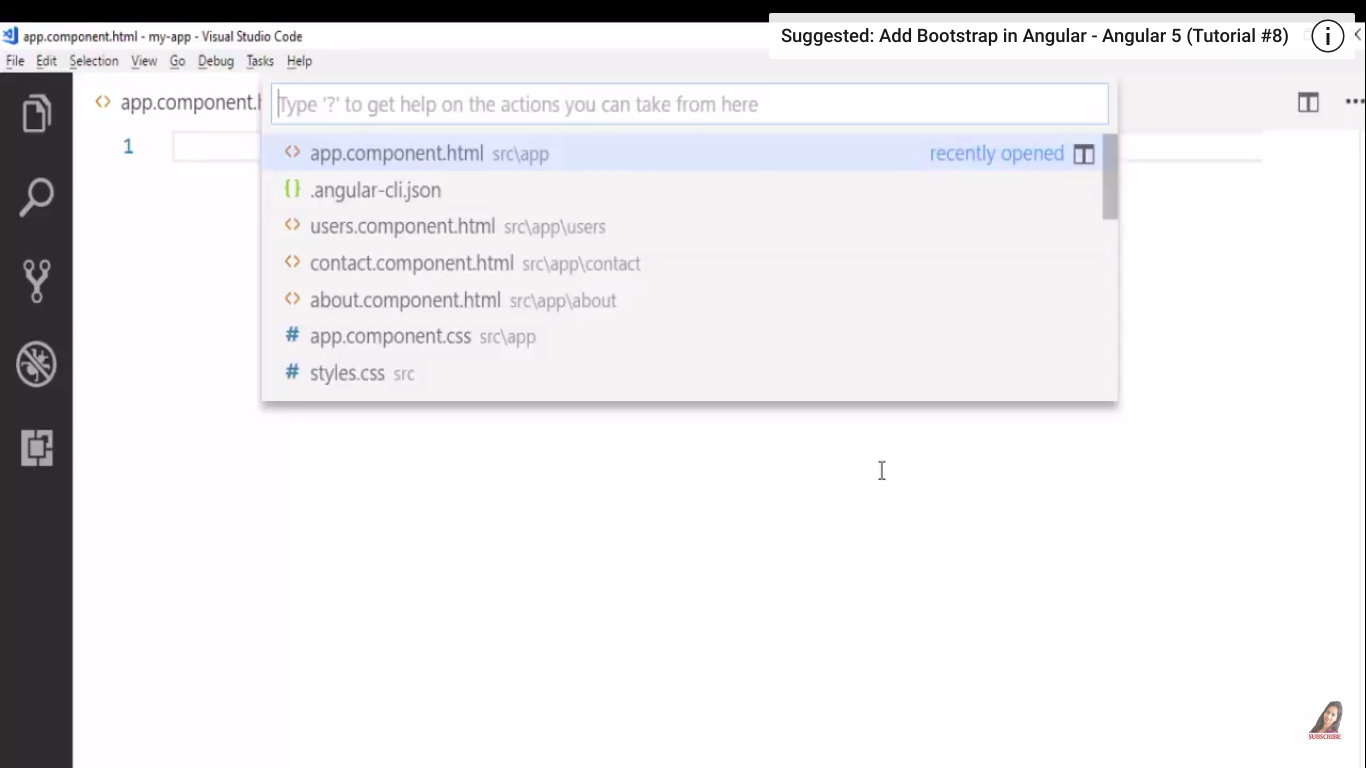 Suggested: Add Bootstrap in Angular - Angular 5 (Tutorial #8)
app.component.html - my-app - Visual Studio Code
File Edit Selection View Go Debug Tasks Help
app.component.h
Type '?' to get help on the actions you can take from here
1
app.component.html src\app recently opened
.angular-cli.json
users.component.html src\app\users
contact.component.html src\app\contact
about.component.html src\app\about
app.component.css src\app
styles.css src
SUBSCRIBE